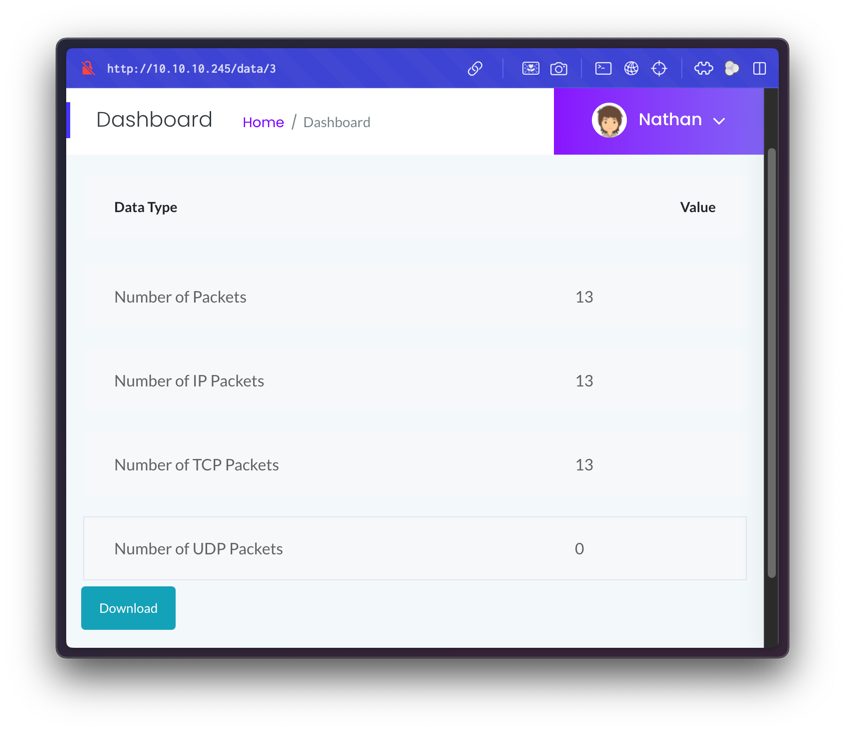 http://10.10.10.245/data/3
Dashboard Home / Dashboard Nathan
Data Type Value
Number of Packets 13
Number of IP Packets 13
Number of TCP Packets 13
Number of UDP Packets 0
Download